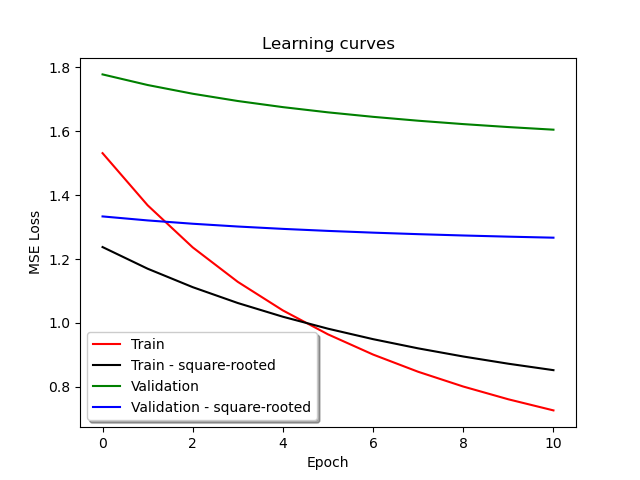 Learning curves
1.8
1.6
1.4
1.2
1.0
0.8
MSE Loss
Train
Train - square-rooted
Validation
Validation - square-rooted
0 2 4 6 8 10
Epoch